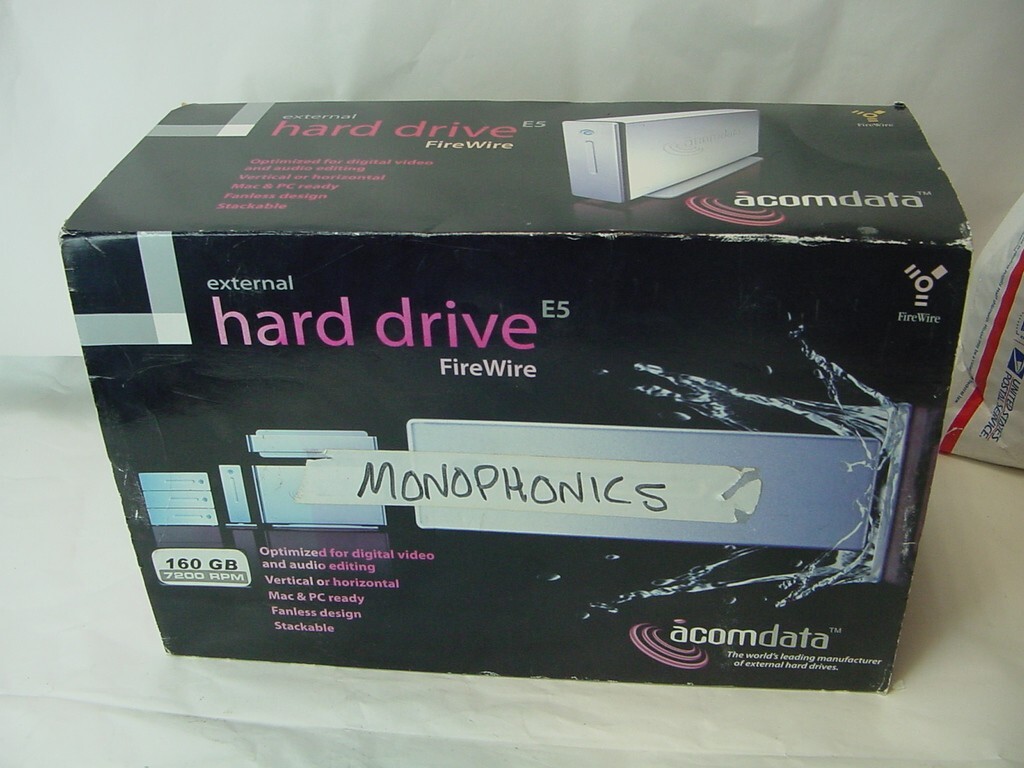 external
hard drive E5
FireWire
Optimized for digital video
and audio editing
Vertical or horizontal
Mac & PC ready
Fanless design
Stackable
acomdata
FireWire
acomdata™
external
hard drive E5
FireWire
FireWire
MONOPHONICS
160 GB
7200 RPM
Optimized for digital video
and audio editing
Vertical or horizontal
Mac & PC ready
Fanless design
Stackable
acomdata™
The world's leading manufacturer
of external hard drives.
UNITED STATES
POSTAL SERVICE